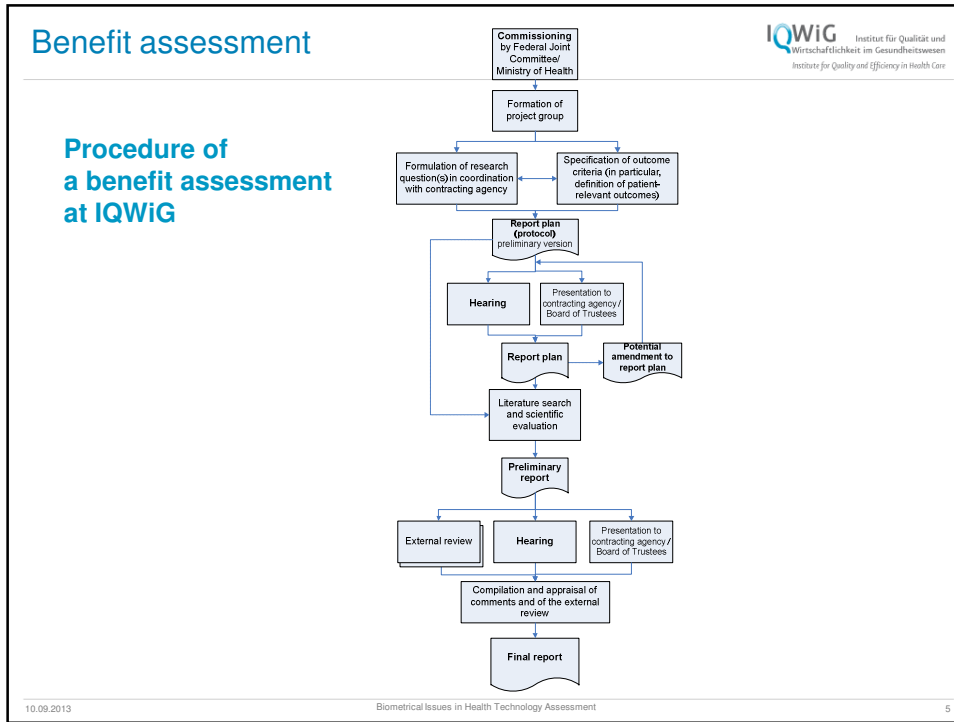 Benefit assessment
IQWiG
Institut für Qualität und
Wirtschaftlichkeit im Gesundheitswesen
Institute for Quality and Efficiency in Health Care
Procedure of
a benefit assessment
at IQWiG
Commissioning
by Federal Joint
Committee/
Ministry of Health
Formation of
project group
Formulation of research
question(s) in coordination
with contracting agency
Specification of outcome
criteria (in particular,
definition of patient-
relevant outcomes)
Report plan
(protocol)
preliminary version
Hearing
Presentation to
contracting agency /
Board of Trustees
Report plan
Potential
amendment to
report plan
Literature search
and scientific
evaluation
Preliminary
report
External review
Hearing
Presentation to
contracting agency /
Board of Trustees
Compilation and appraisal of
comments and of the external
review
Final report
10.09.2013
Biometrical Issues in Health Technology Assessment
5